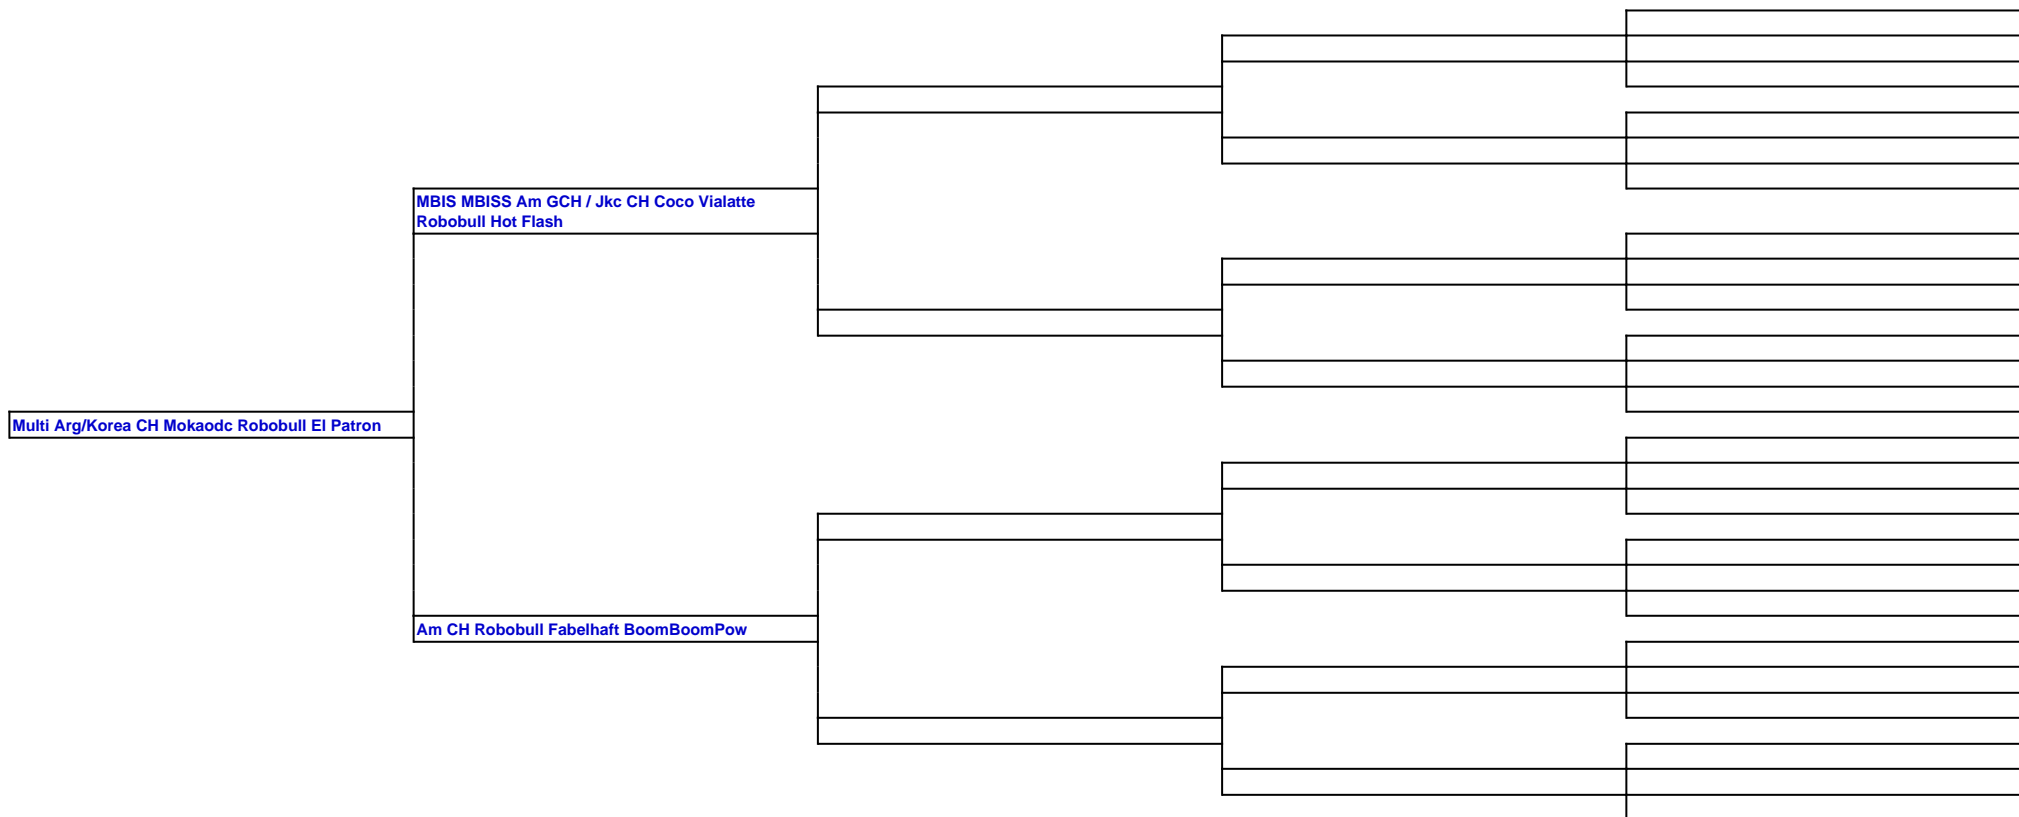 MBIS MBISS Am GCH / Jkc CH Coco Vialatte
Robobull Hot Flash
Multi Arg/Korea CH Mokaodc Robobull El Patron
Am CH Robobull Fabelhaft BoomBoomPow